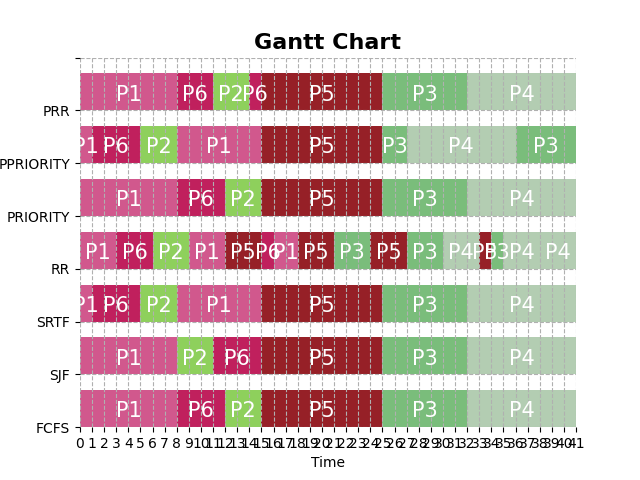 Gantt Chart
PRR P1 P6 P2 P6 P5 P3 P4
PPRIORITY P1 P6 P2 P1 P5 P3 P4 P3
PRIORITY P1 P6 P2 P5 P3 P4
RR P1 P6 P2 P1 P5 P6 P1 P5 P3 P5 P3 P4 P5 P3 P4 P4
SRTF P1 P6 P2 P1 P5 P3 P4
SJF P1 P2 P6 P5 P3 P4
FCFS P1 P6 P2 P5 P3 P4
0 1 2 3 4 5 6 7 8 9 10 11 12 13 14 15 16 17 18 19 20 21 22 23 24 25 26 27 28 29 30 31 32 33 34 35 36 37 38 39 40 41
Time